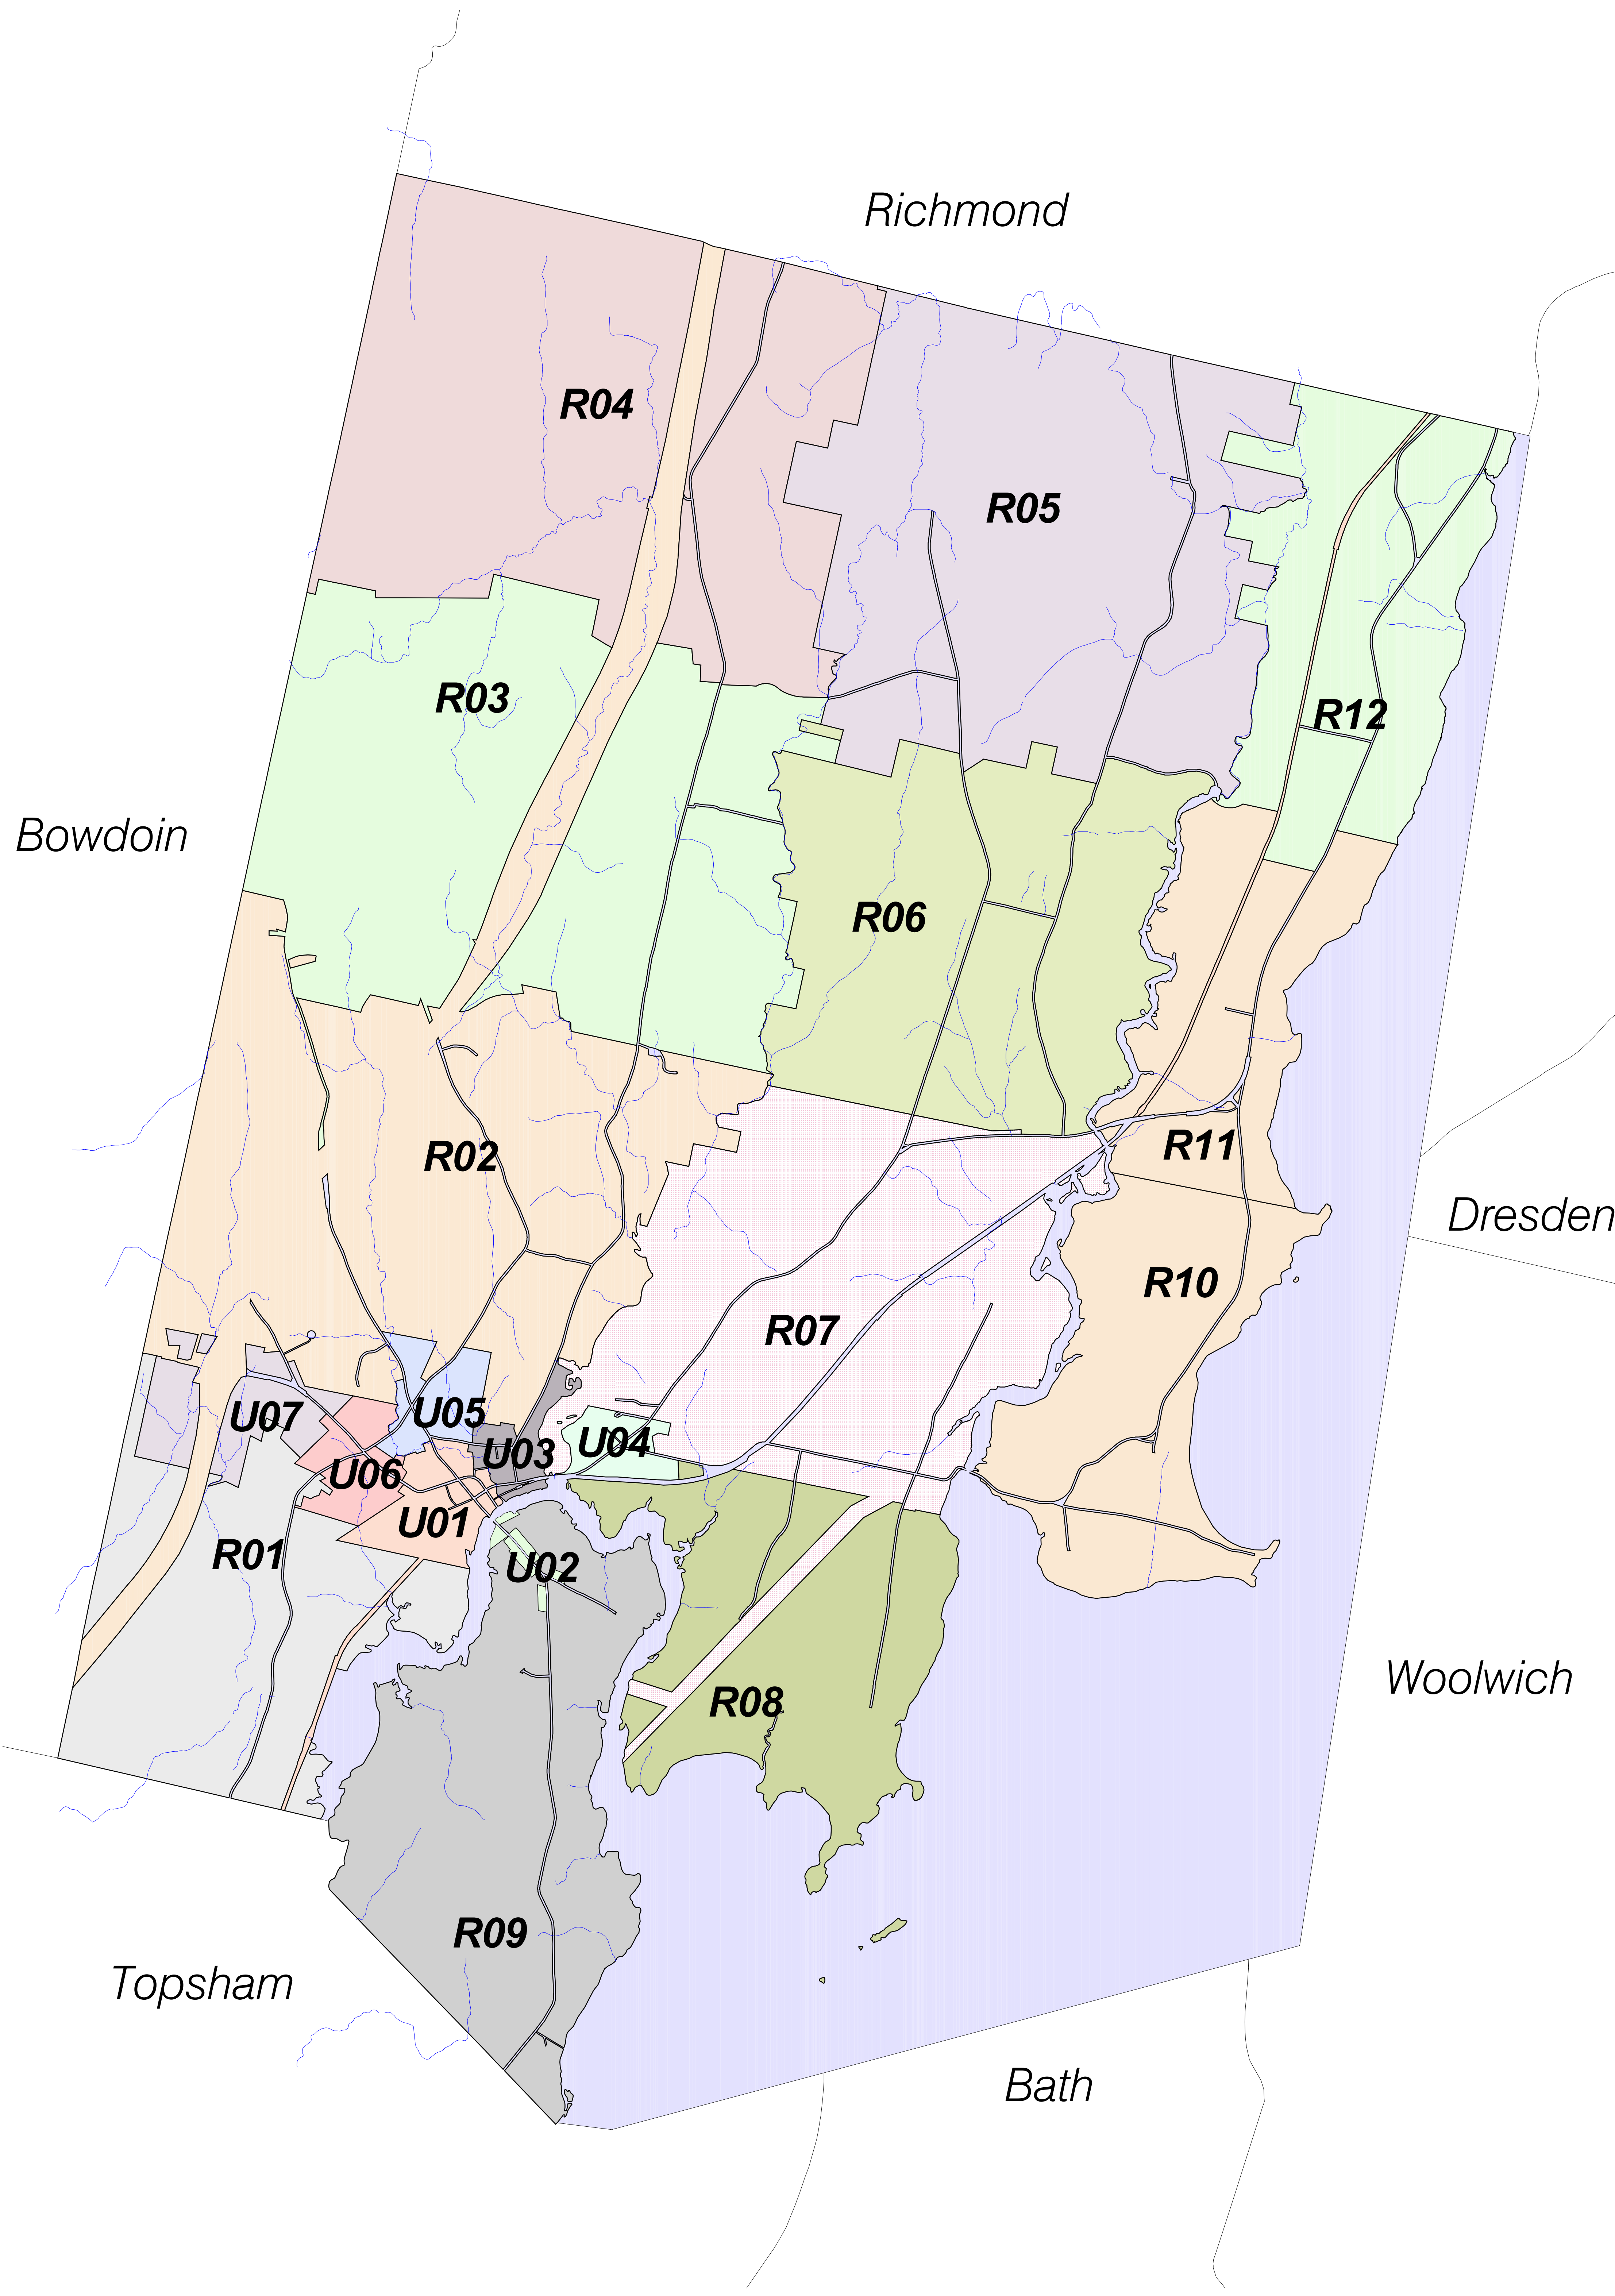 Richmond
R04
R05
R03
R12
Bowdoin
R06
R11
R02
Dresden
R10
R07
U05
U07
U04
U03
U06
U01
R01
U02
Woolwich
R08
R09
Topsham
Bath